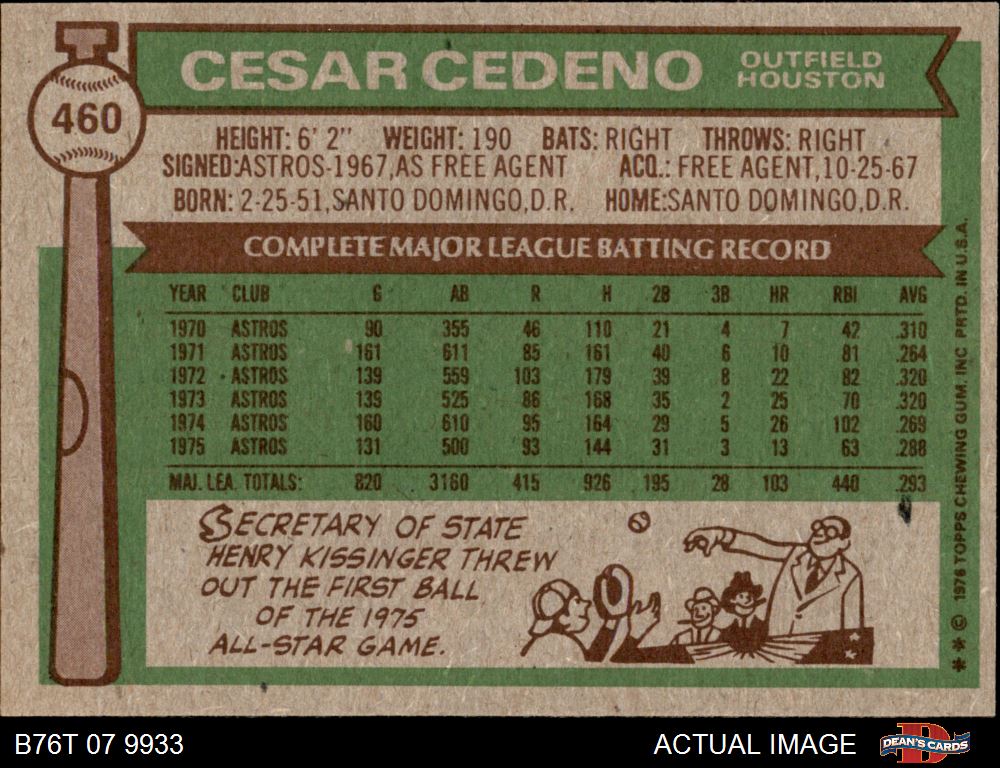 460
CESAR CEDENO
OUTFIELD
HOUSTON
HEIGHT: 6' 2" WEIGHT: 190 BATS: RIGHT THROWS: RIGHT
SIGNED:ASTROS-1967,AS FREE AGENT ACQ.: FREE AGENT,10-25-67
BORN: 2-25-51,SANTO DOMINGO,D.R. HOME:SANTO DOMINGO,D.R.
COMPLETE MAJOR LEAGUE BATTING RECORD
YEAR CLUB G AB R H 2B 3B HR RBI AVG
1970 ASTROS 90 355 46 110 21 4 7 42 .310
1971 ASTROS 161 611 85 161 40 6 10 81 .264
1972 ASTROS 139 559 103 179 39 8 22 82 .320
1973 ASTROS 139 525 86 168 35 2 25 70 .320
1974 ASTROS 160 610 95 164 29 5 26 102 .269
1975 ASTROS 131 500 93 144 31 3 13 63 .288
MAJ. LEA. TOTALS: 820 3160 415 926 195 28 103 440 .293
SECRETARY OF STATE
HENRY KISSINGER THREW
OUT THE FIRST BALL
OF THE 1975
ALL-STAR GAME.
** © 1976 TOPPS CHEWING GUM, INC PRTD. IN U.S.A.
B76T 07 9933
ACTUAL IMAGE
DEAN'S CARDS